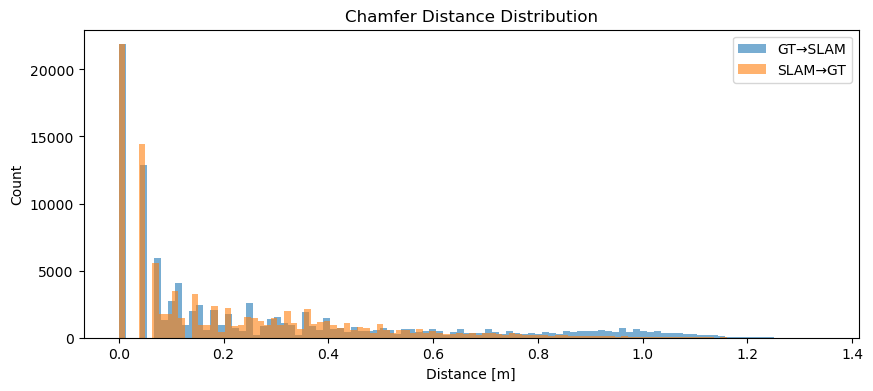 Chamfer Distance Distribution
GT→SLAM
SLAM→GT
Count
20000
15000
10000
5000
0
0.0 0.2 0.4 0.6 0.8 1.0 1.2 1.4
Distance [m]